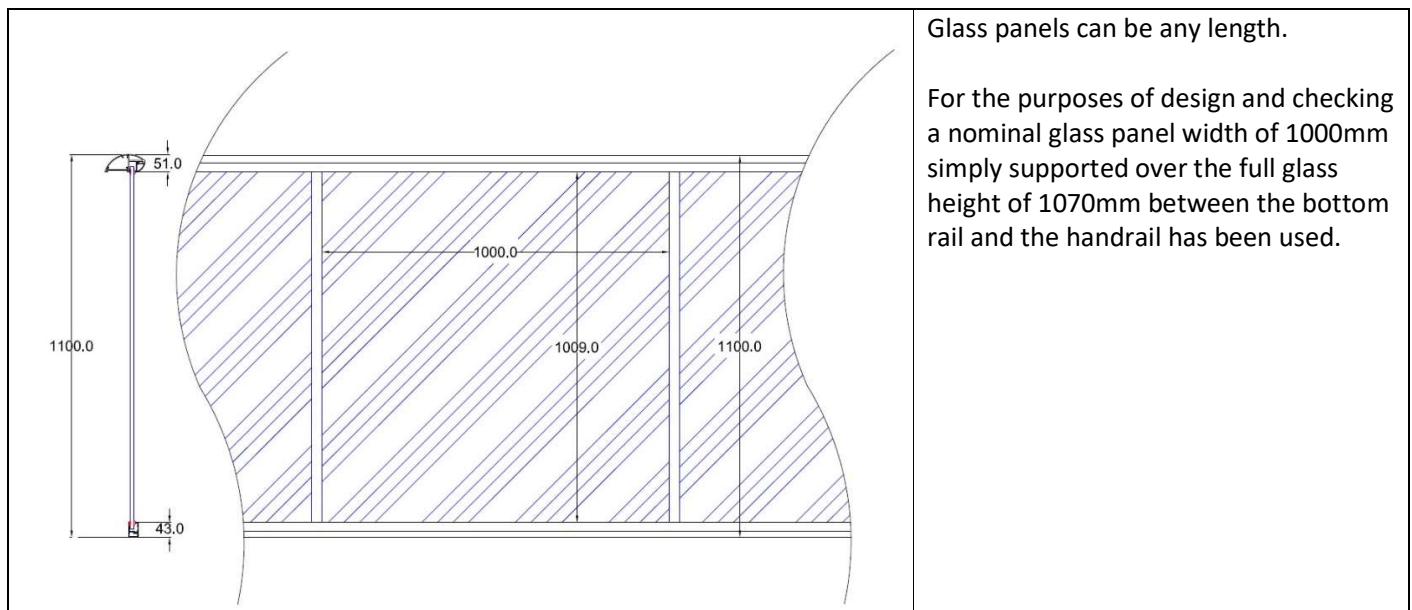 51.0
1000.0
1100.0
1009.0
1100.0
43.0
Glass panels can be any length.
For the purposes of design and checking
a nominal glass panel width of 1000mm
simply supported over the full glass
height of 1070mm between the bottom
rail and the handrail has been used.